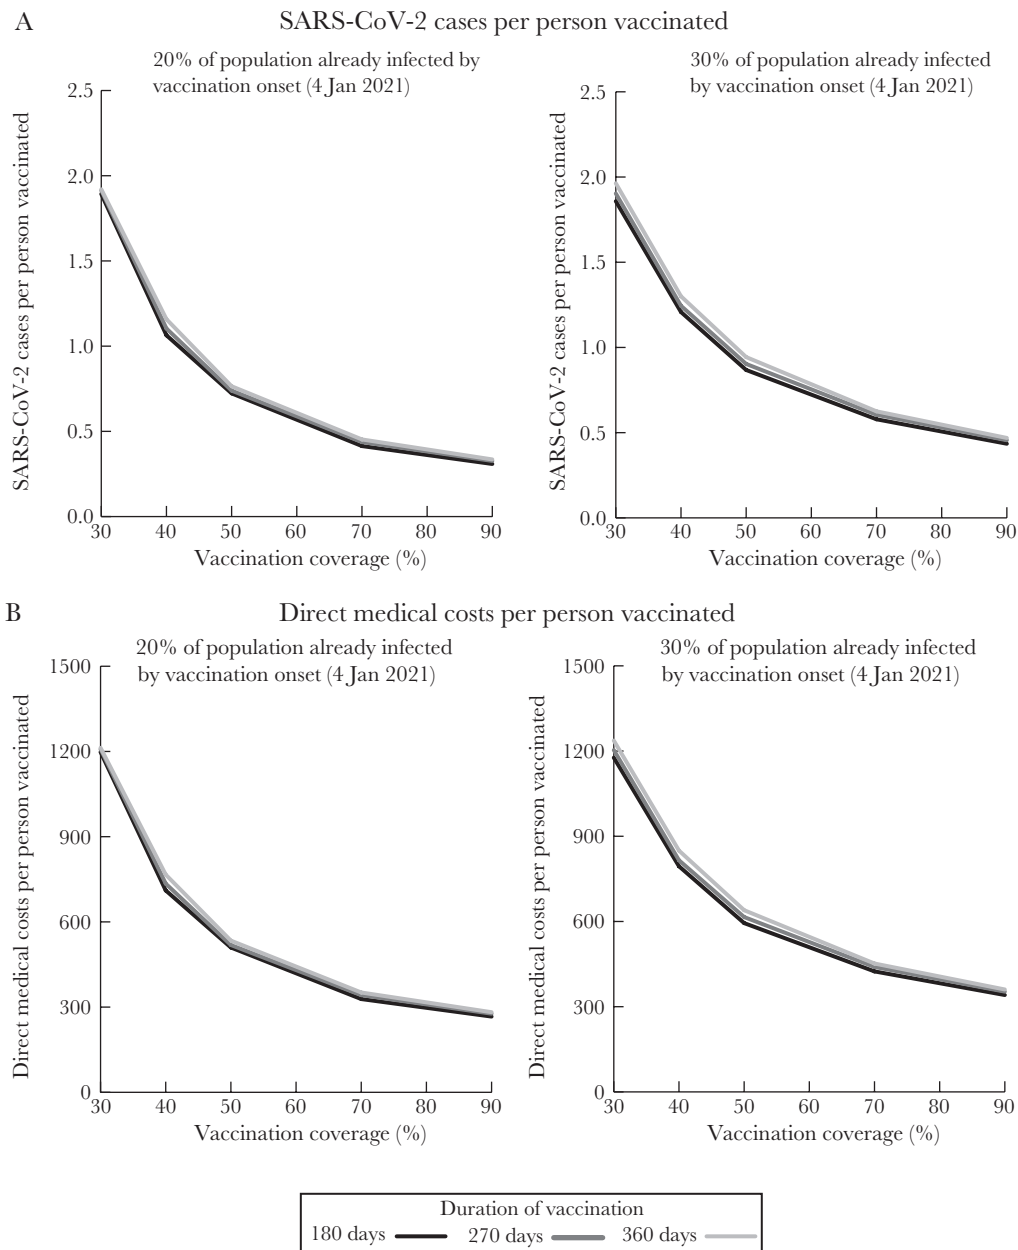 A
SARS-CoV-2 cases per person vaccinated
20% of population already infected by
vaccination onset (4 Jan 2021)
SARS-CoV-2 cases per person vaccinated
2.5
2.0
1.5
1.0
0.5
0.0
30 40 50 60 70 80 90
Vaccination coverage (%)
30% of population already infected
by vaccination onset (4 Jan 2021)
SARS-CoV-2 cases per person vaccinated
2.5
2.0
1.5
1.0
0.5
0.0
30 40 50 60 70 80 90
Vaccination coverage (%)
B
Direct medical costs per person vaccinated
20% of population already infected
by vaccination onset (4 Jan 2021)
Direct medical costs per person vaccinated
1500
1200
900
600
300
0
30 40 50 60 70 80 90
Vaccination coverage (%)
30% of population already infected
by vaccination onset (4 Jan 2021)
Direct medical costs per person vaccinated
1500
1200
900
600
300
0
30 40 50 60 70 80 90
Vaccination coverage (%)
Duration of vaccination
180 days 270 days 360 days